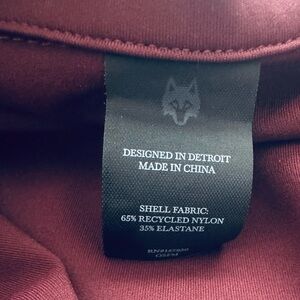 DESIGNED IN DETROIT
MADE IN CHINA
SHELL FABRIC:
65% RECYCLED NYLON
35% ELASTANE